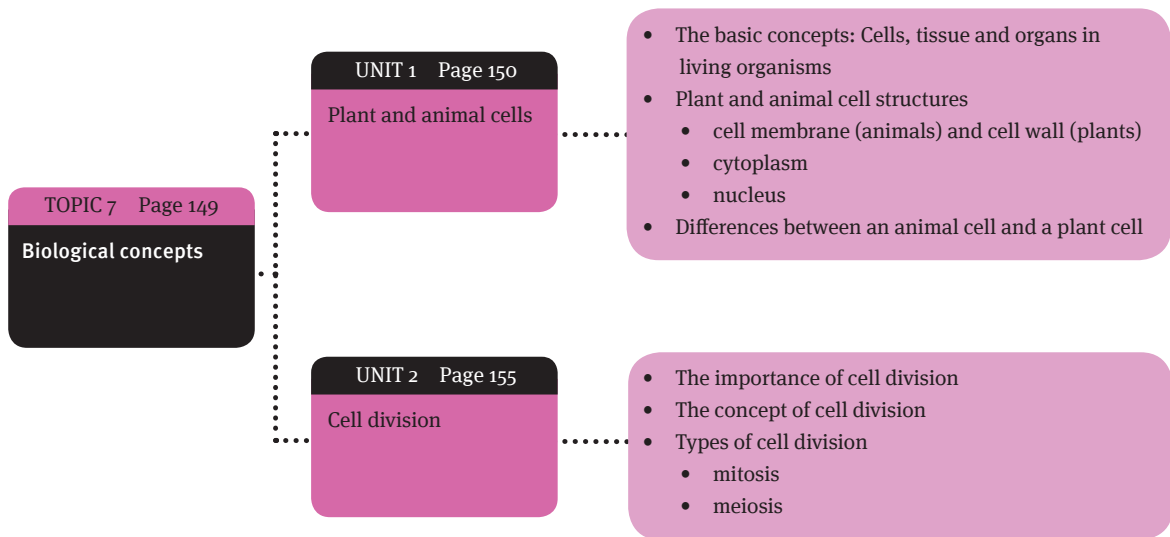 TOPIC 7 Page 149
Biological concepts
UNIT 1 Page 150
Plant and animal cells
• The basic concepts: Cells, tissue and organs in
living organisms
• Plant and animal cell structures
• cell membrane (animals) and cell wall (plants)
• cytoplasm
• nucleus
• Differences between an animal cell and a plant cell
UNIT 2 Page 155
Cell division
• The importance of cell division
• The concept of cell division
• Types of cell division
• mitosis
• meiosis